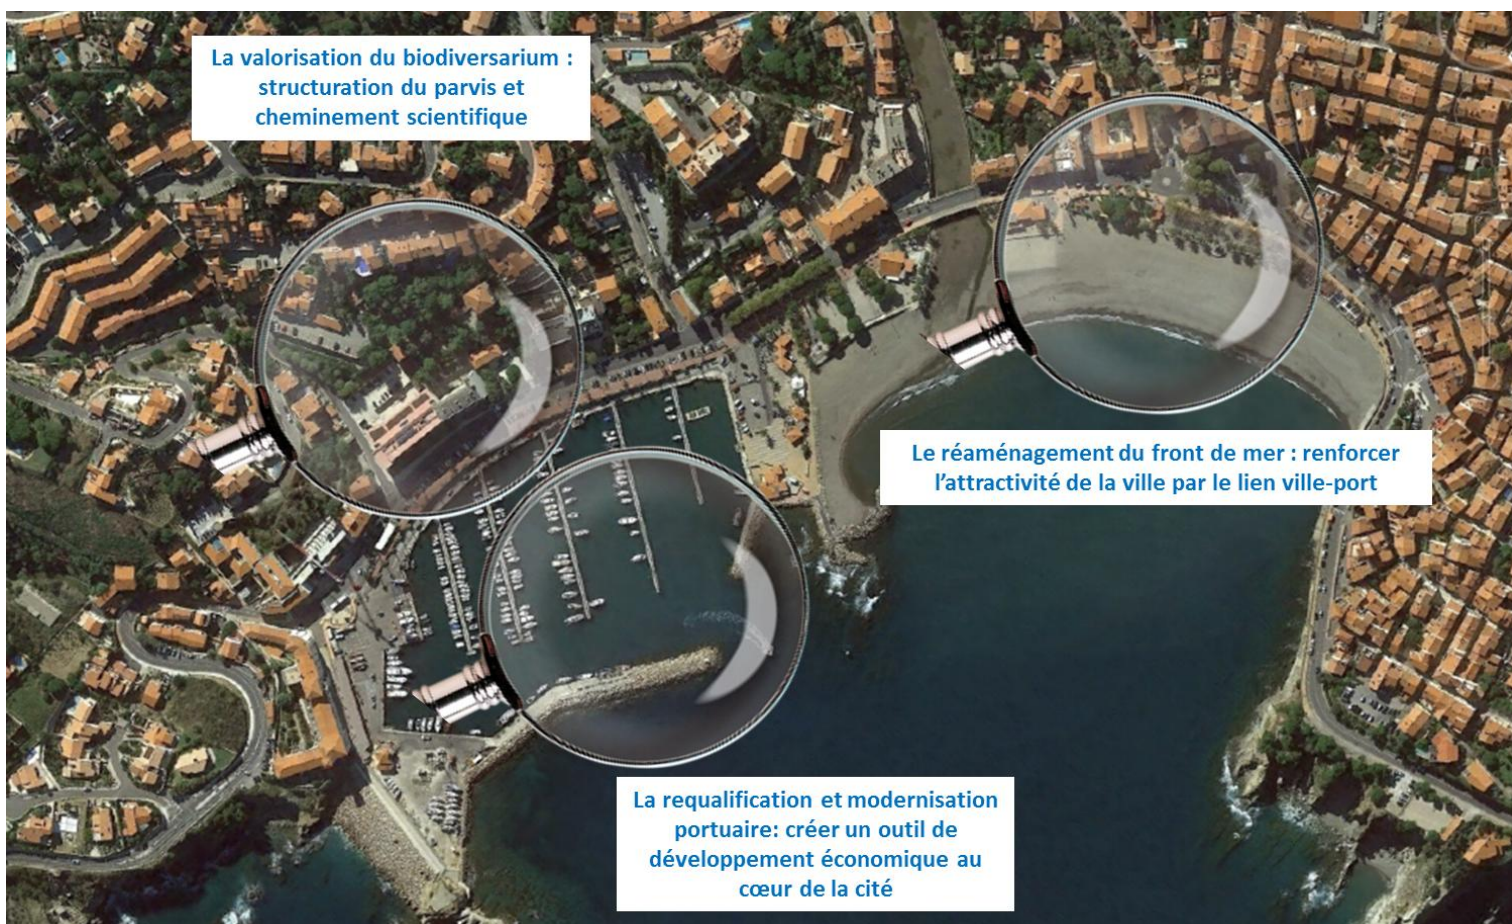 La valorisation du biodiversarium :
structuration du parvis et
cheminement scientifique
Le réaménagement du front de mer : renforcer
l'attractivité de la ville par le lien ville-port
La requalification et modernisation
portuaire: créer un outil de
développement économique au
cœur de la cité